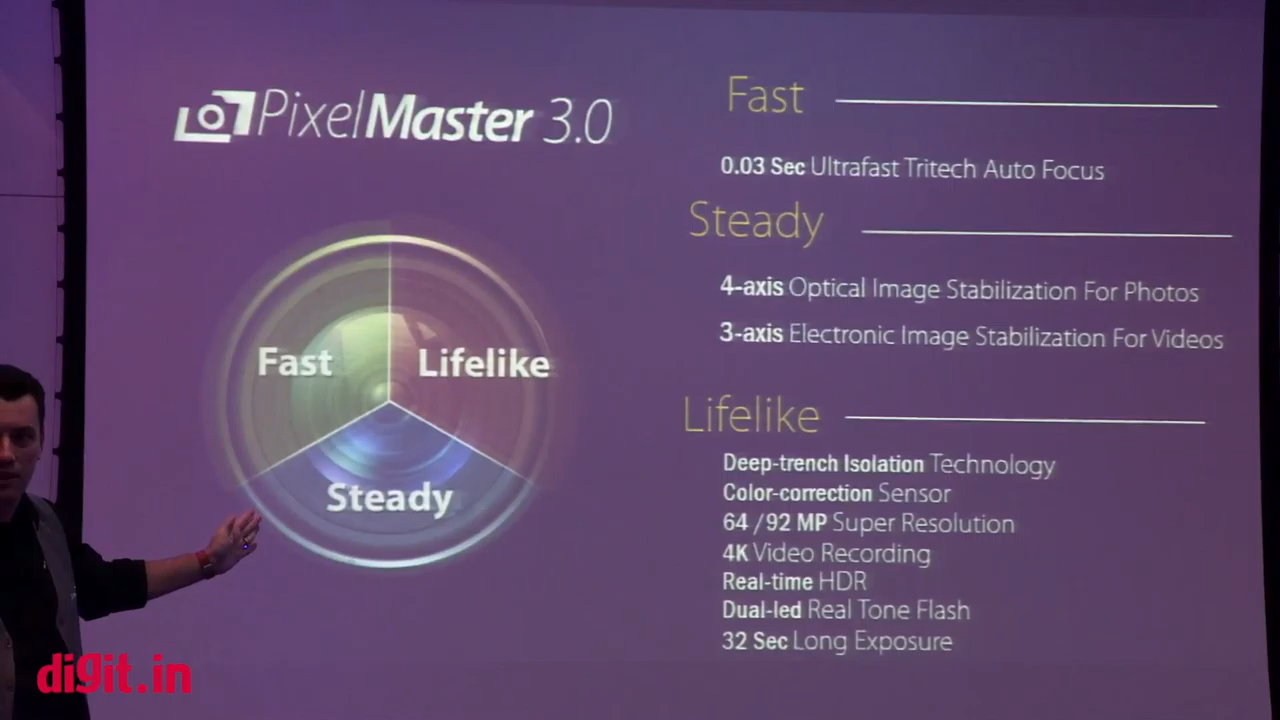 PixelMaster 3.0
Fast
Lifelike
Steady
Fast
0.03 Sec Ultrafast Tritech Auto Focus
Steady
4-axis Optical Image Stabilization For Photos
3-axis Electronic Image Stabilization For Videos
Lifelike
Deep-trench Isolation Technology
Color-correction Sensor
64 /92 MP Super Resolution
4K Video Recording
Real-time HDR
Dual-led Real Tone Flash
32 Sec Long Exposure
digit.in